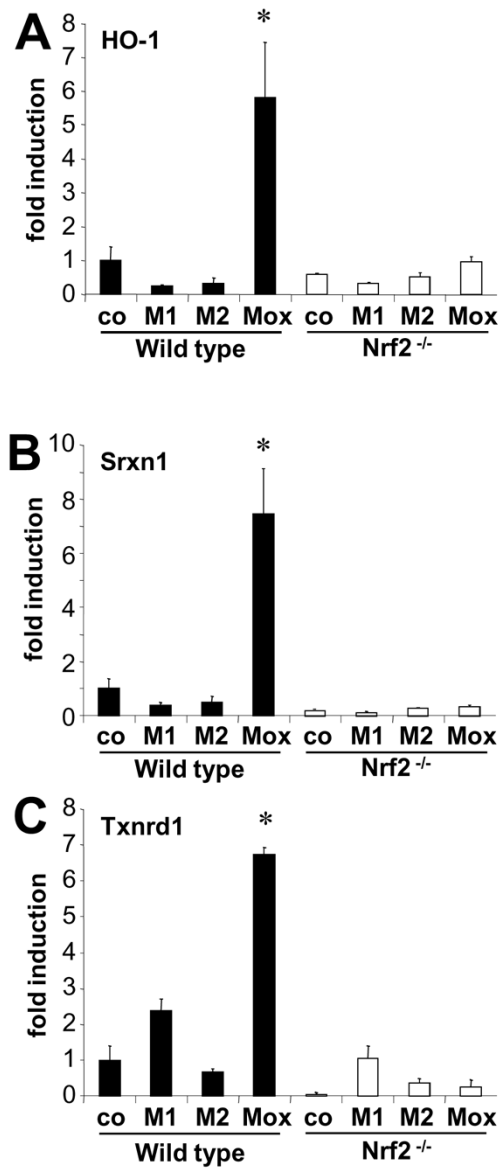 A
HO-1
*
fold induction
8
7
6
5
4
3
2
1
0
co M1 M2 Mox co M1 M2 Mox
Wild type Nrf2 -/-
B
Srxn1
*
fold induction
10
8
6
4
2
0
co M1 M2 Mox co M1 M2 Mox
Wild type Nrf2 -/-
C
Txnrd1
*
fold induction
8
7
6
5
4
3
2
1
0
co M1 M2 Mox co M1 M2 Mox
Wild type Nrf2 -/-